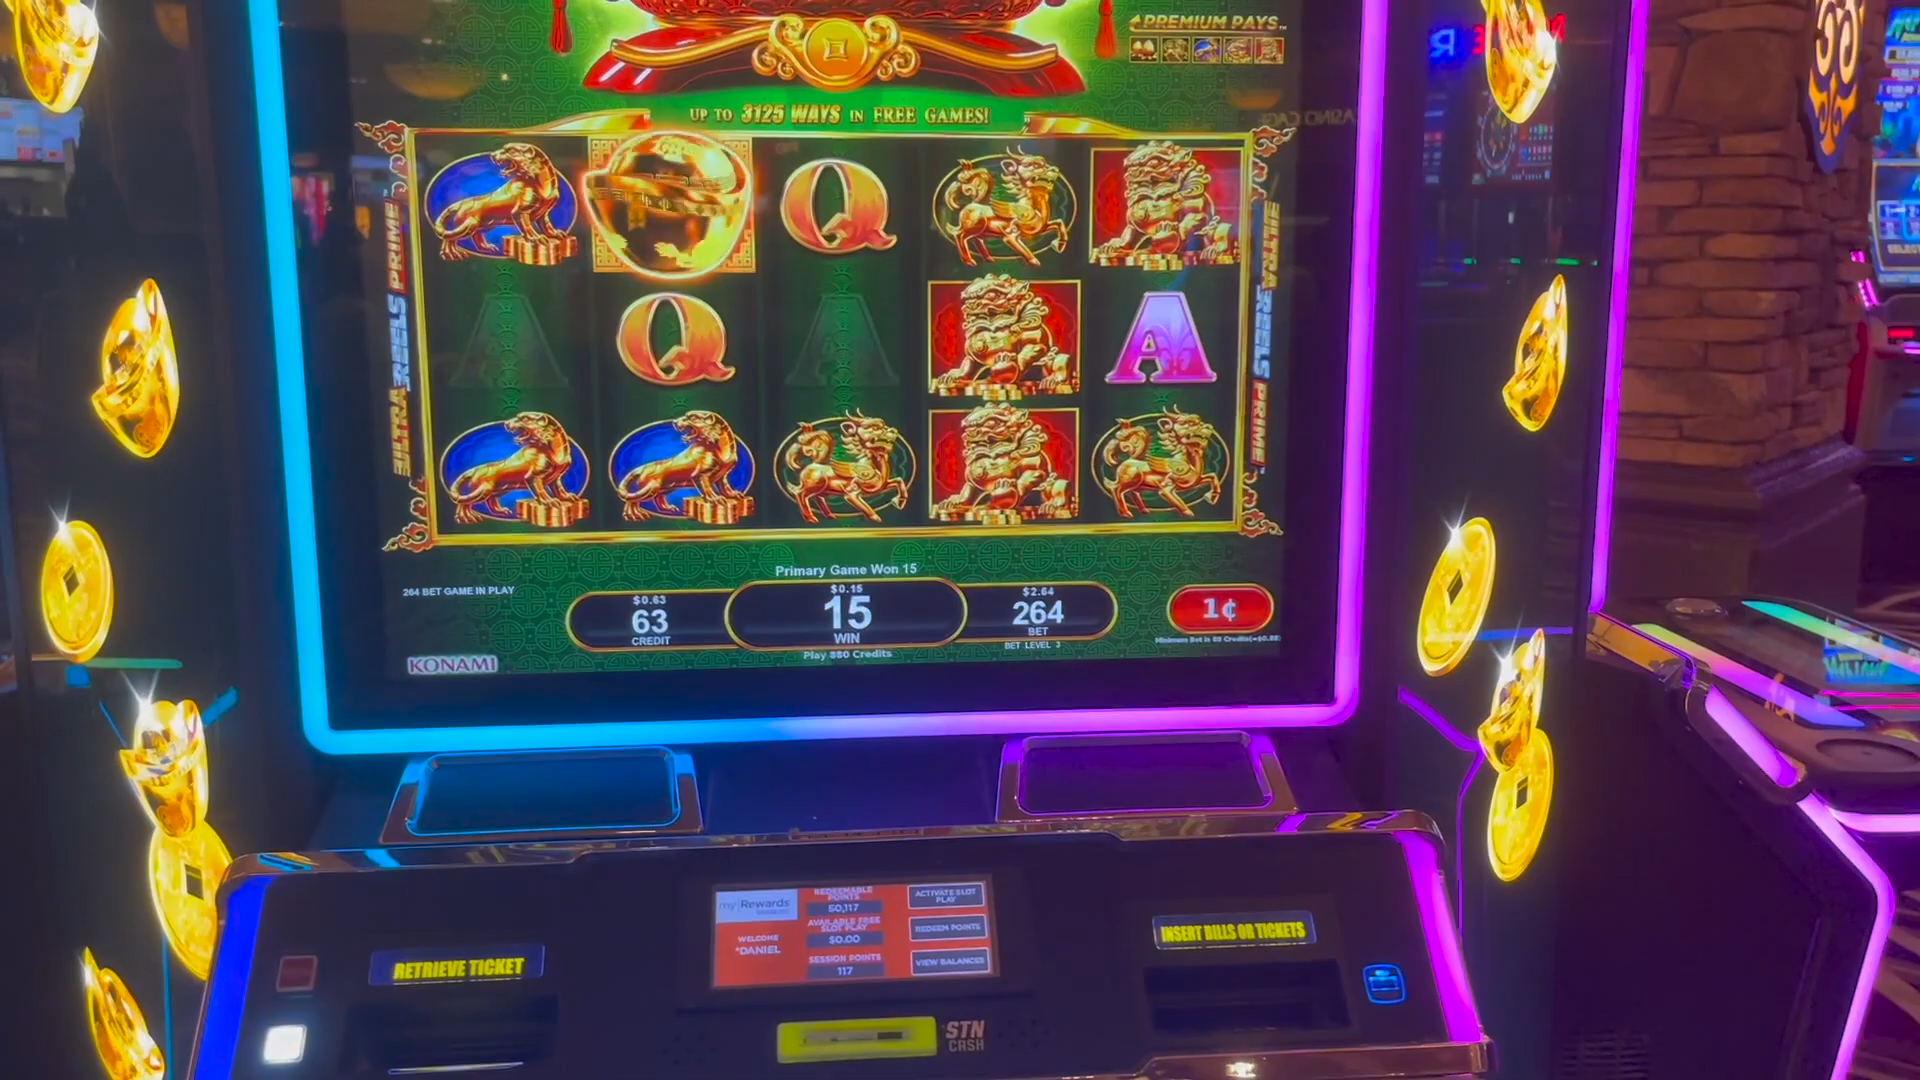 PREMIUM PAYS
UP TO 3125 WAYS IN FREE GAMES!
ULTRA REELS PRIME
Q
ULTRA REELS PRIME
A
Q
A
A
Primary Game Won 15
264 BET GAME IN PLAY
$0.63
63
CREDIT
$0.15
15
WIN
$2.64
264
BET
BET LEVEL 3
1¢
Play 880 Credits
KONAMI
my|Rewards
WELCOME
*DANIEL
REDEEMABLE POINTS
50,117
AVAILABLE FREE SLOT PLAY
$0.00
SESSION POINTS
117
ACTIVATE SLOT PLAY
REDEEM POINTS
VIEW BALANCES
RETRIEVE TICKET
INSERT BILLS OR TICKETS
STN
CASH